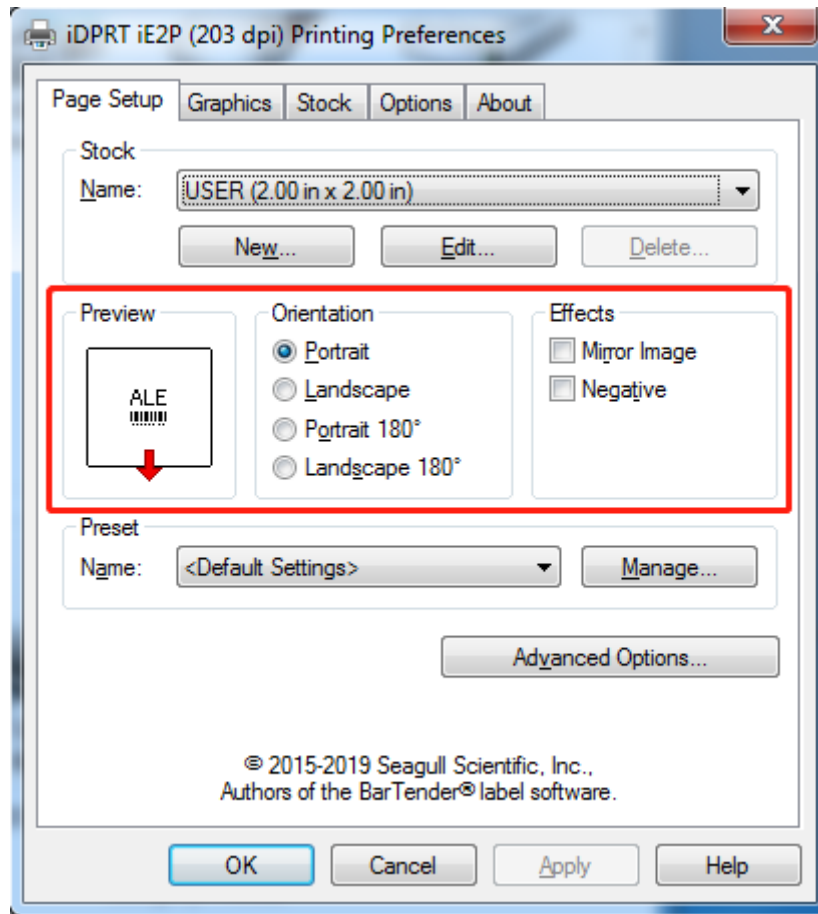 iDPRT iE2P (203 dpi) Printing Preferences
Page Setup Graphics Stock Options About
Stock
Name: USER (2.00 in x 2.00 in)
New... Edit... Delete...
Preview
ALE
Orientation
Portrait
Landscape
Portrait 180°
Landscape 180°
Effects
Mirror Image
Negative
Preset
Name: <Default Settings> Manage...
Advanced Options...
© 2015-2019 Seagull Scientific, Inc.,
Authors of the BarTender® label software.
OK Cancel Apply Help